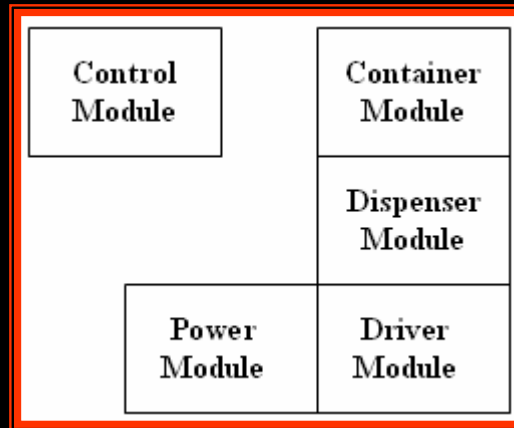 Control
Module
Container
Module
Dispenser
Module
Power
Module
Driver
Module